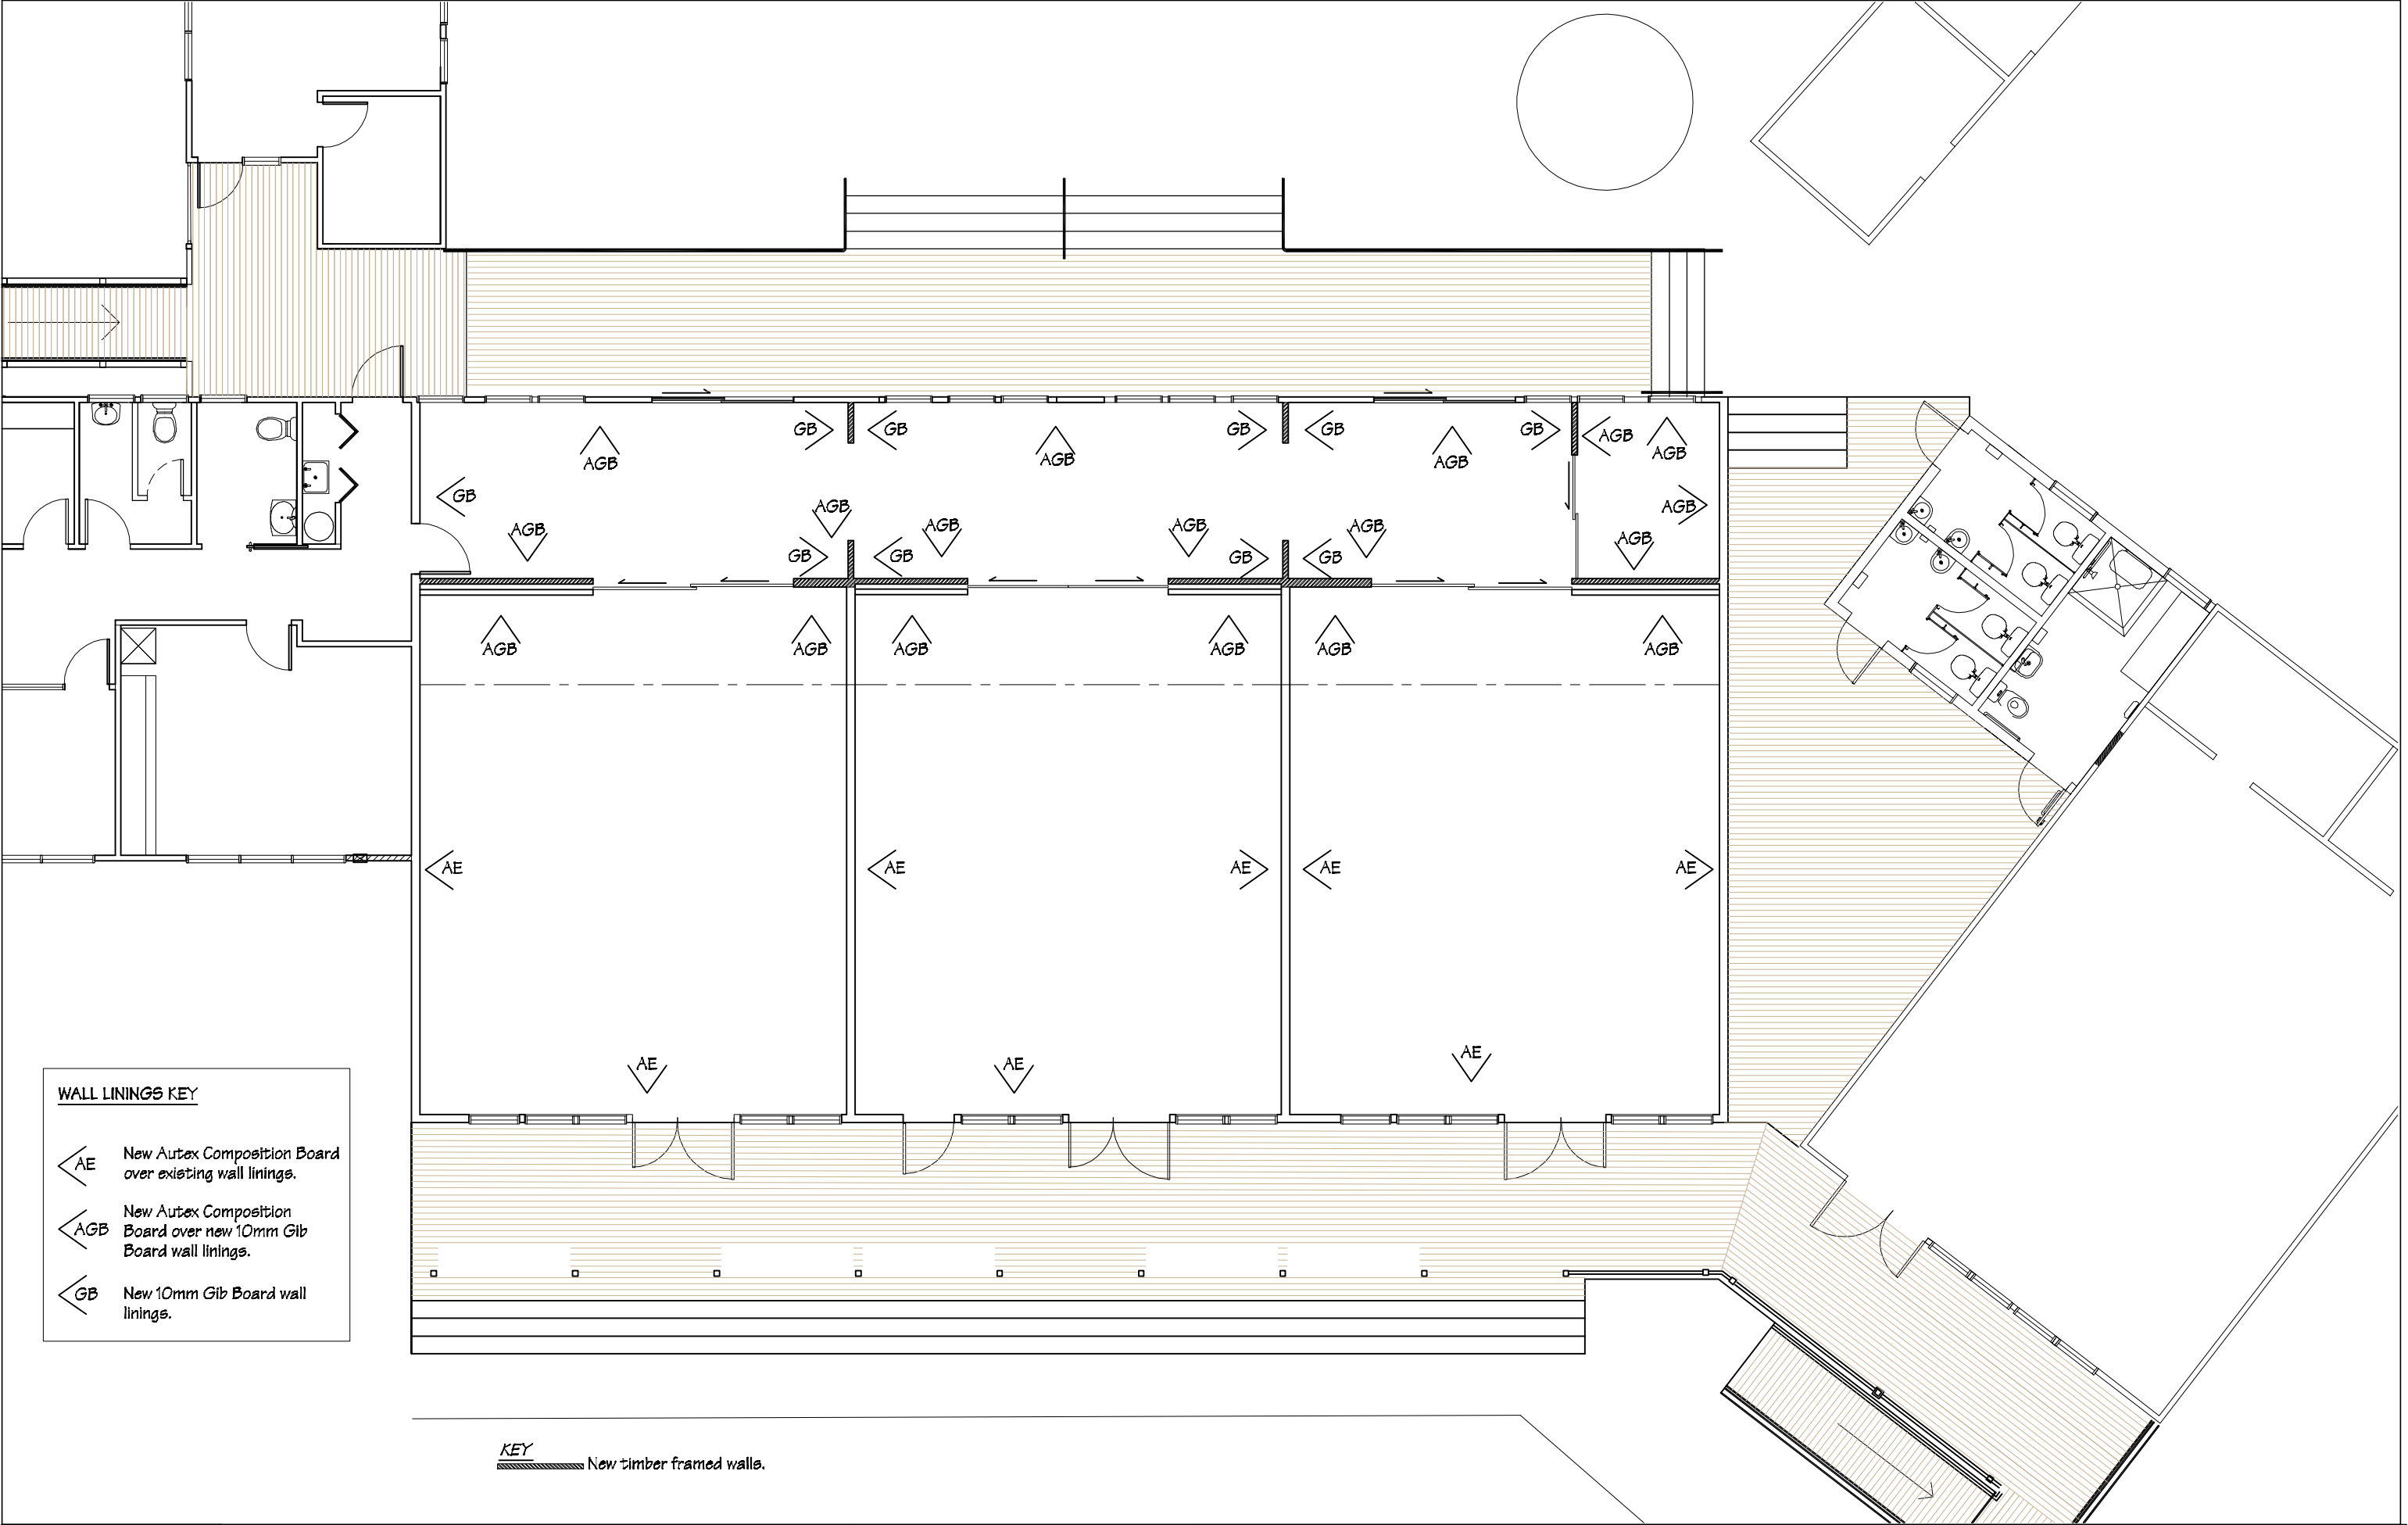 GB GB GB GB GB AGB
AGB AGB AGB AGB
GB AGB AGB
AGB AGB AGB AGB AGB
GB GB GB GB
AGB AGB AGB AGB AGB AGB
AE AE AE AE AE
AE AE AE
WALL LININGS KEY
AE New Autex Composition Board
over existing wall linings.
AGB New Autex Composition
Board over new 10mm Gib
Board wall linings.
GB New 10mm Gib Board wall
linings.
KEY
New timber framed walls.